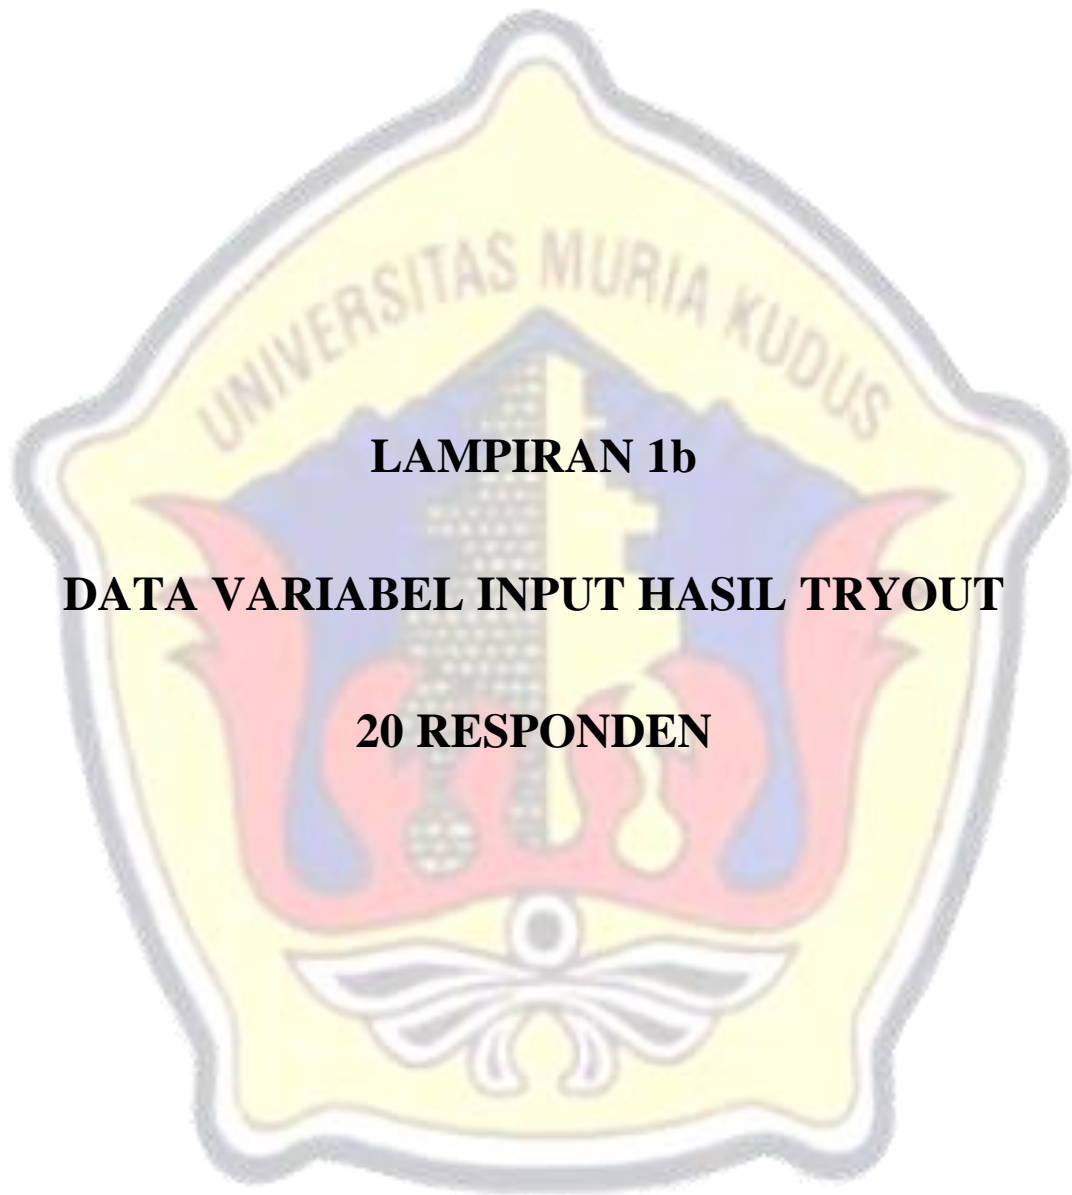 UNIVERSITAS MURIA KUDUS
LAMPIRAN 1b
DATA VARIABEL INPUT HASIL TRYOUT
20 RESPONDEN